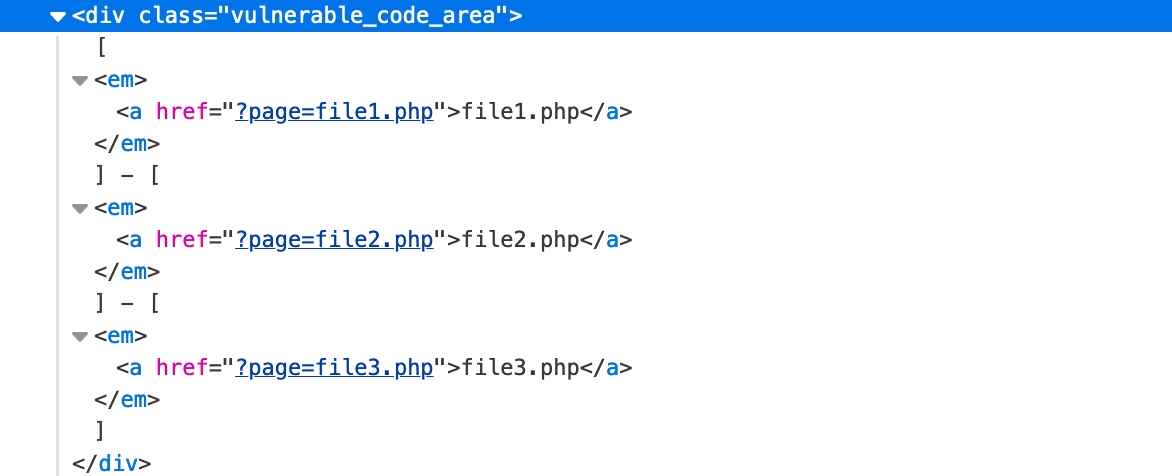 <div class="vulnerable_code_area">
[
<em>
<a href="?page=file1.php">file1.php</a>
</em>
] - [
<em>
<a href="?page=file2.php">file2.php</a>
</em>
] - [
<em>
<a href="?page=file3.php">file3.php</a>
</em>
]
</div>